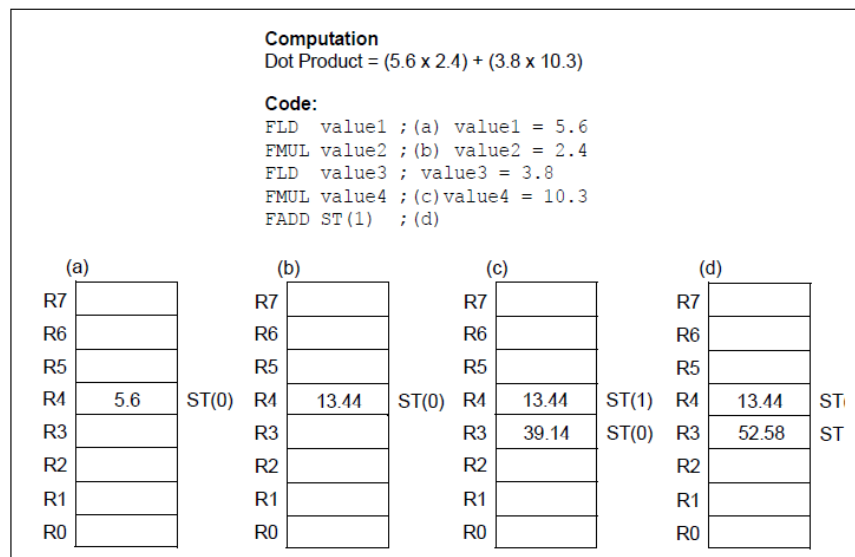 Computation
Dot Product = (5.6 x 2.4) + (3.8 x 10.3)
Code:
FLD value1 ;(a) value1 = 5.6
FMUL value2 ;(b) value2 = 2.4
FLD value3 ; value3 = 3.8
FMUL value4 ;(c)value4 = 10.3
FADD ST(1) ;(d)
(a) (b) (c) (d)
R7 R7 R7 R7
R6 R6 R6 R6
R5 R5 R5 R5
R4 5.6 ST(0) R4 13.44 ST(0) R4 13.44 ST(1) R4 13.44 ST(
R3 R3 R3 39.14 ST(0) R3 52.58 ST
R2 R2 R2 R2
R1 R1 R1 R1
R0 R0 R0 R0